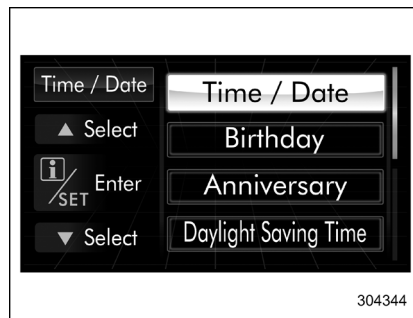 Time / Date
▲ Select
i/SET Enter
▼ Select
Time / Date
Birthday
Anniversary
Daylight Saving Time
304344